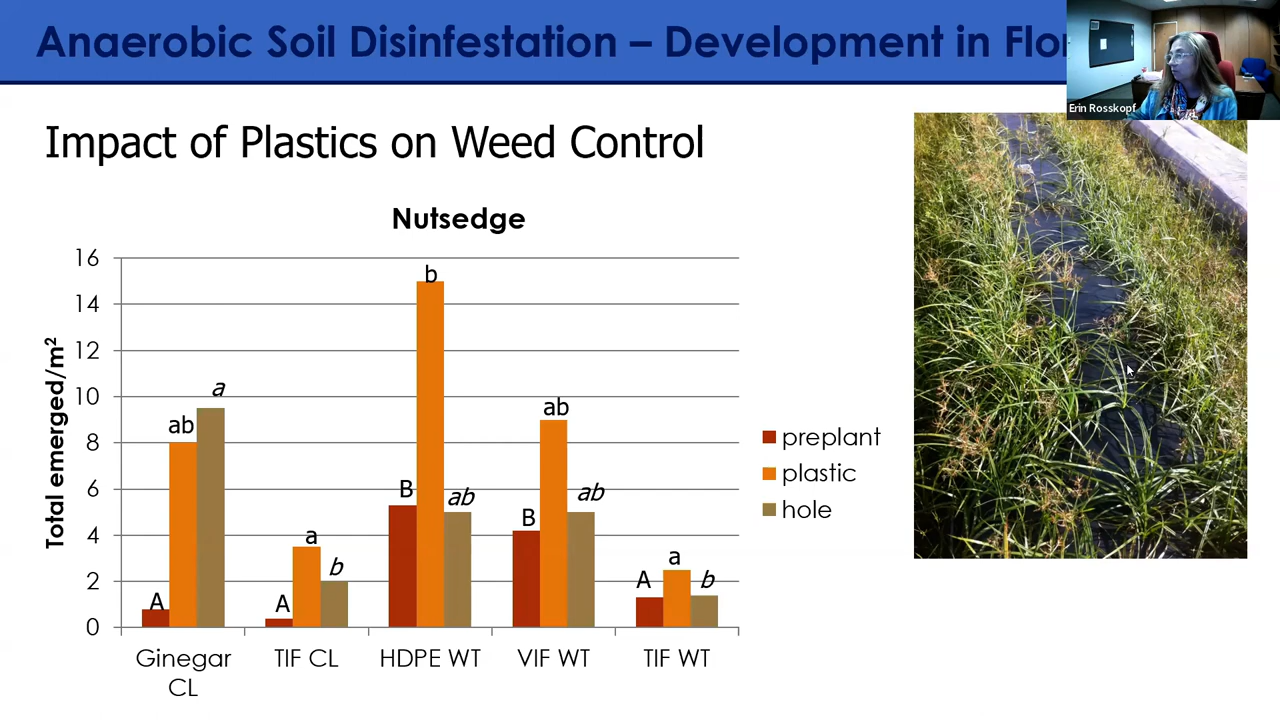 Anaerobic Soil Disinfestation – Development in Flo
Erin Rosskopf
Impact of Plastics on Weed Control
Nutsedge
Total emerged/m²
16
14
12
10
8
6
4
2
0
A
ab
a
A
a
b
B
b
ab
B
ab
ab
A
a
b
preplant
plastic
hole
Ginegar CL
TIF CL
HDPE WT
VIF WT
TIF WT